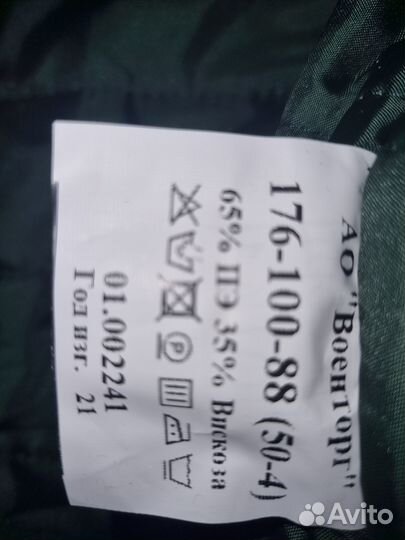 АО "Военторг"
176-100-88 (50-4)
65% ПЭ 35% Вискоза
01.002241
Год изг. 21
Avito